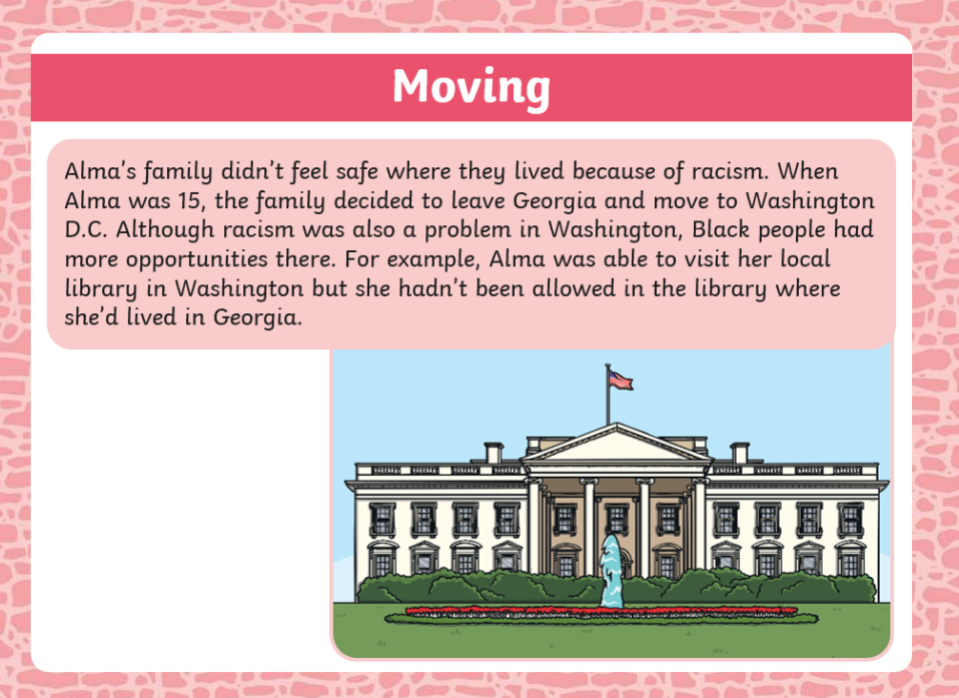 Moving
Alma's family didn't feel safe where they lived because of racism. When
Alma was 15, the family decided to leave Georgia and move to Washington
D.C. Although racism was also a problem in Washington, Black people had
more opportunities there. For example, Alma was able to visit her local
library in Washington but she hadn't been allowed in the library where
she'd lived in Georgia.